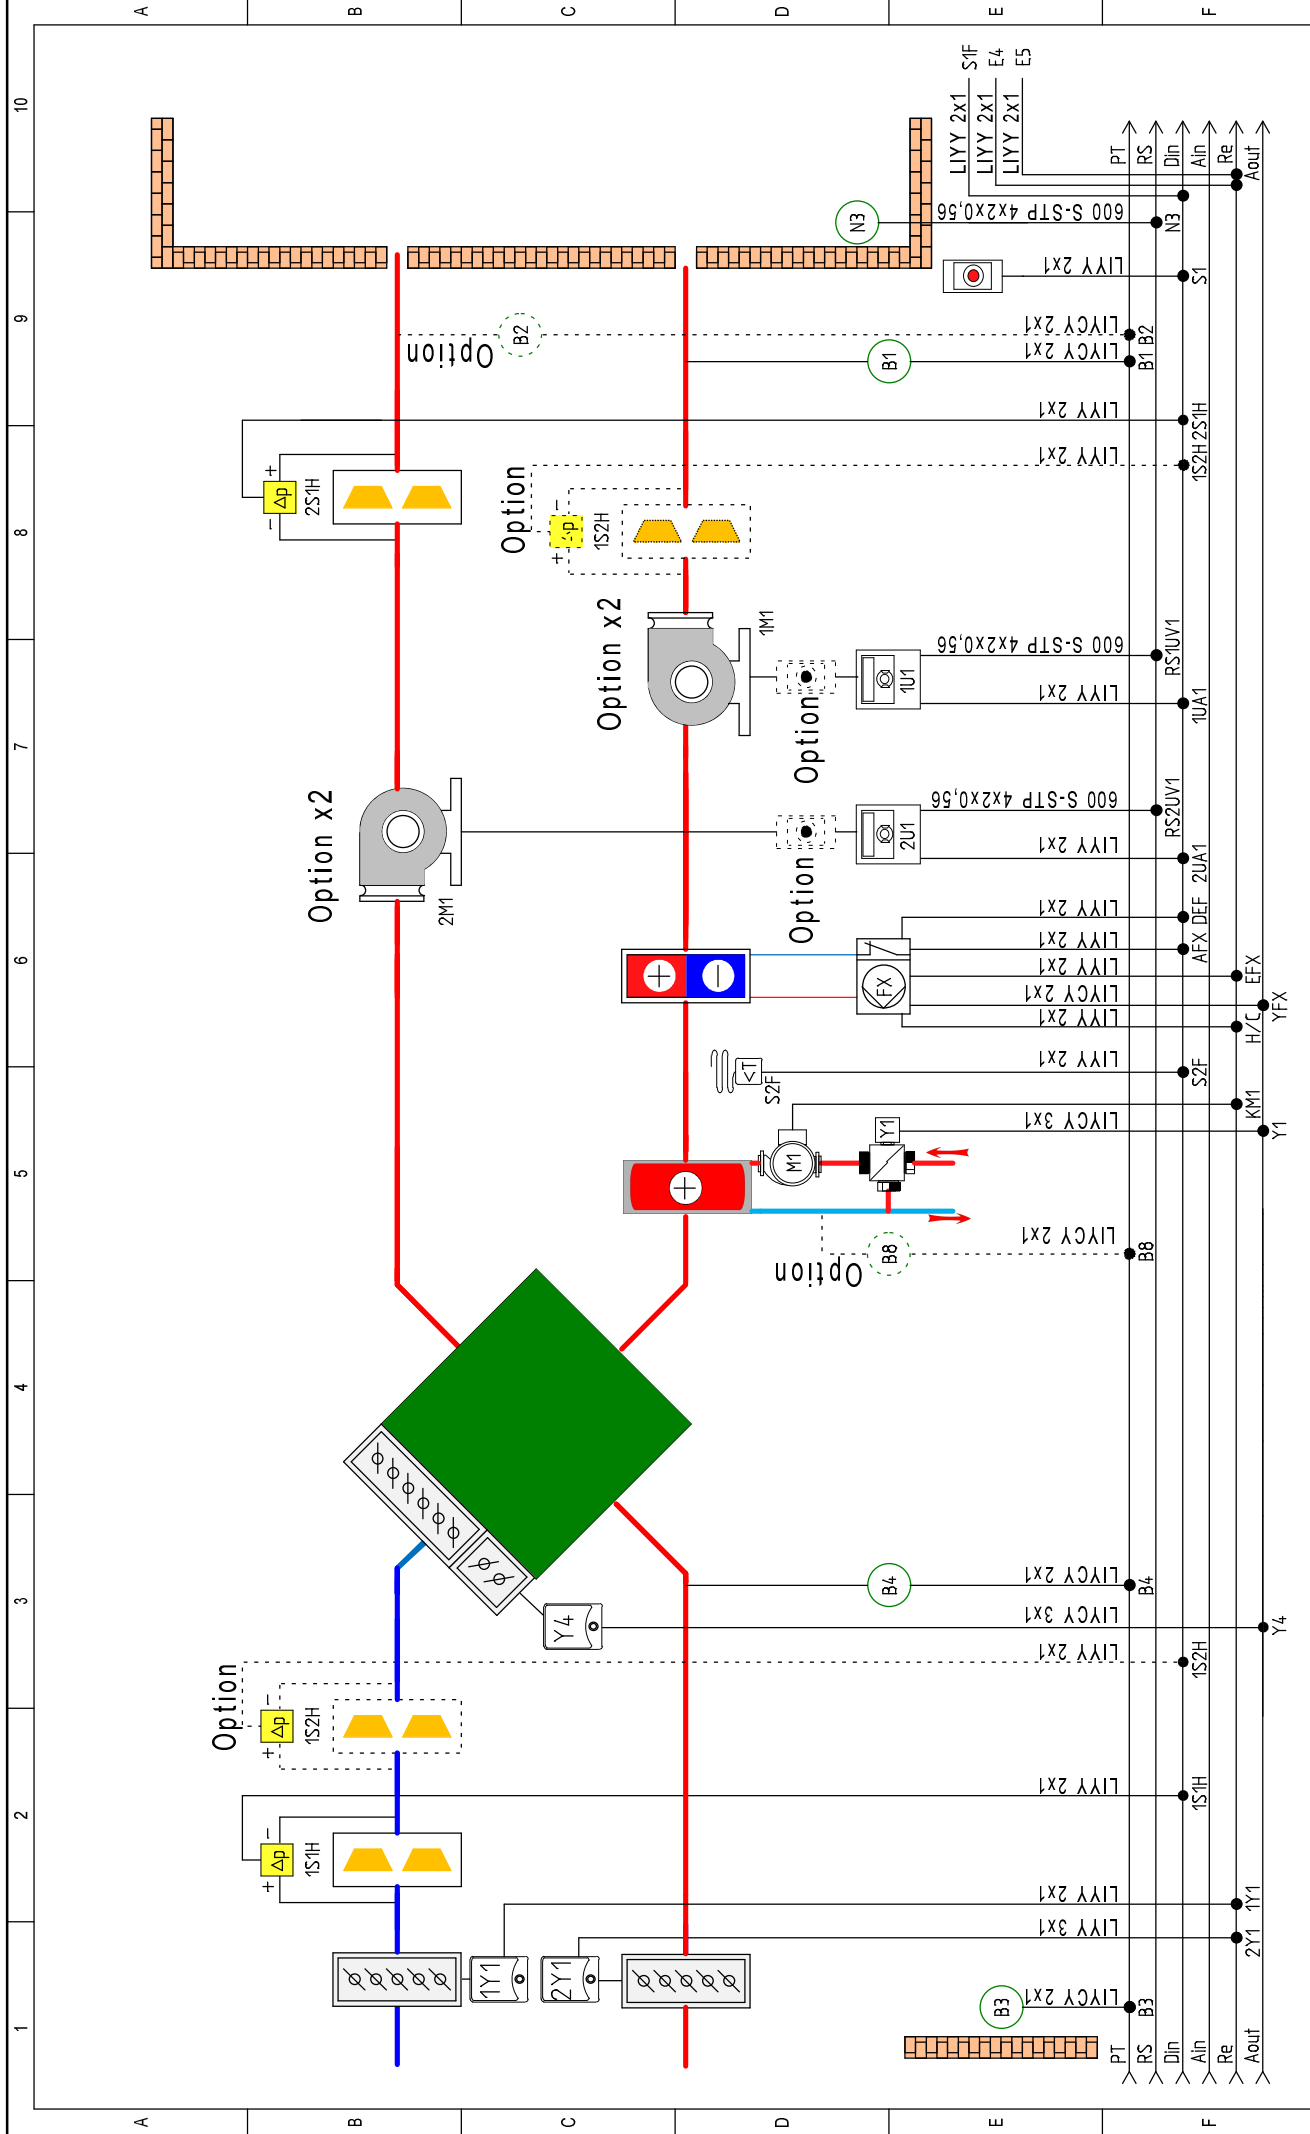 A
B
C
D
E
F
10
9
8
7
6
5
4
3
2
1
S1F
E4
E5
LIYY 2x1
LIYY 2x1
LIYY 2x1
PT
RS
Din
Ain
Re
Aout
N3
600 S-STP 4x2x0,56
N3
LIYY 2x1
S1
Option
B2
LIYCY 2x1
B2
B1
LIYCY 2x1
B1
LIYY 2x1
2S1H
- Δp +
2S1H
LIYY 2x1
1S2H
Option
+ Δp -
1S2H
Option x2
1M1
Option
1U1
600 S-STP 4x2x0,56
RS1UV1
LIYY 2x1
1UA1
Option x2
2M1
Option
2U1
600 S-STP 4x2x0,56
RS2UV1
LIYY 2x1
2UA1
FX
LIYY 2x1
DEF
LIYY 2x1
AFX
LIYY 2x1
EFX
LIYCY 2x1
YFX
LIYY 2x1
H/C
<T
S2F
LIYY 2x1
S2F
M1
KM1
Y1
LIYCY 3x1
Y1
Option
B8
LIYCY 2x1
B8
B4
LIYCY 2x1
B4
Y4
LIYCY 3x1
Y4
Option
+ Δp -
1S2H
LIYY 2x1
1S2H
+ Δp -
1S1H
LIYY 2x1
1S1H
1Y1
LIYY 2x1
1Y1
2Y1
LIYY 3x1
2Y1
B3
LIYCY 2x1
B3
PT
RS
Din
Ain
Re
Aout
A
B
C
D
E
F